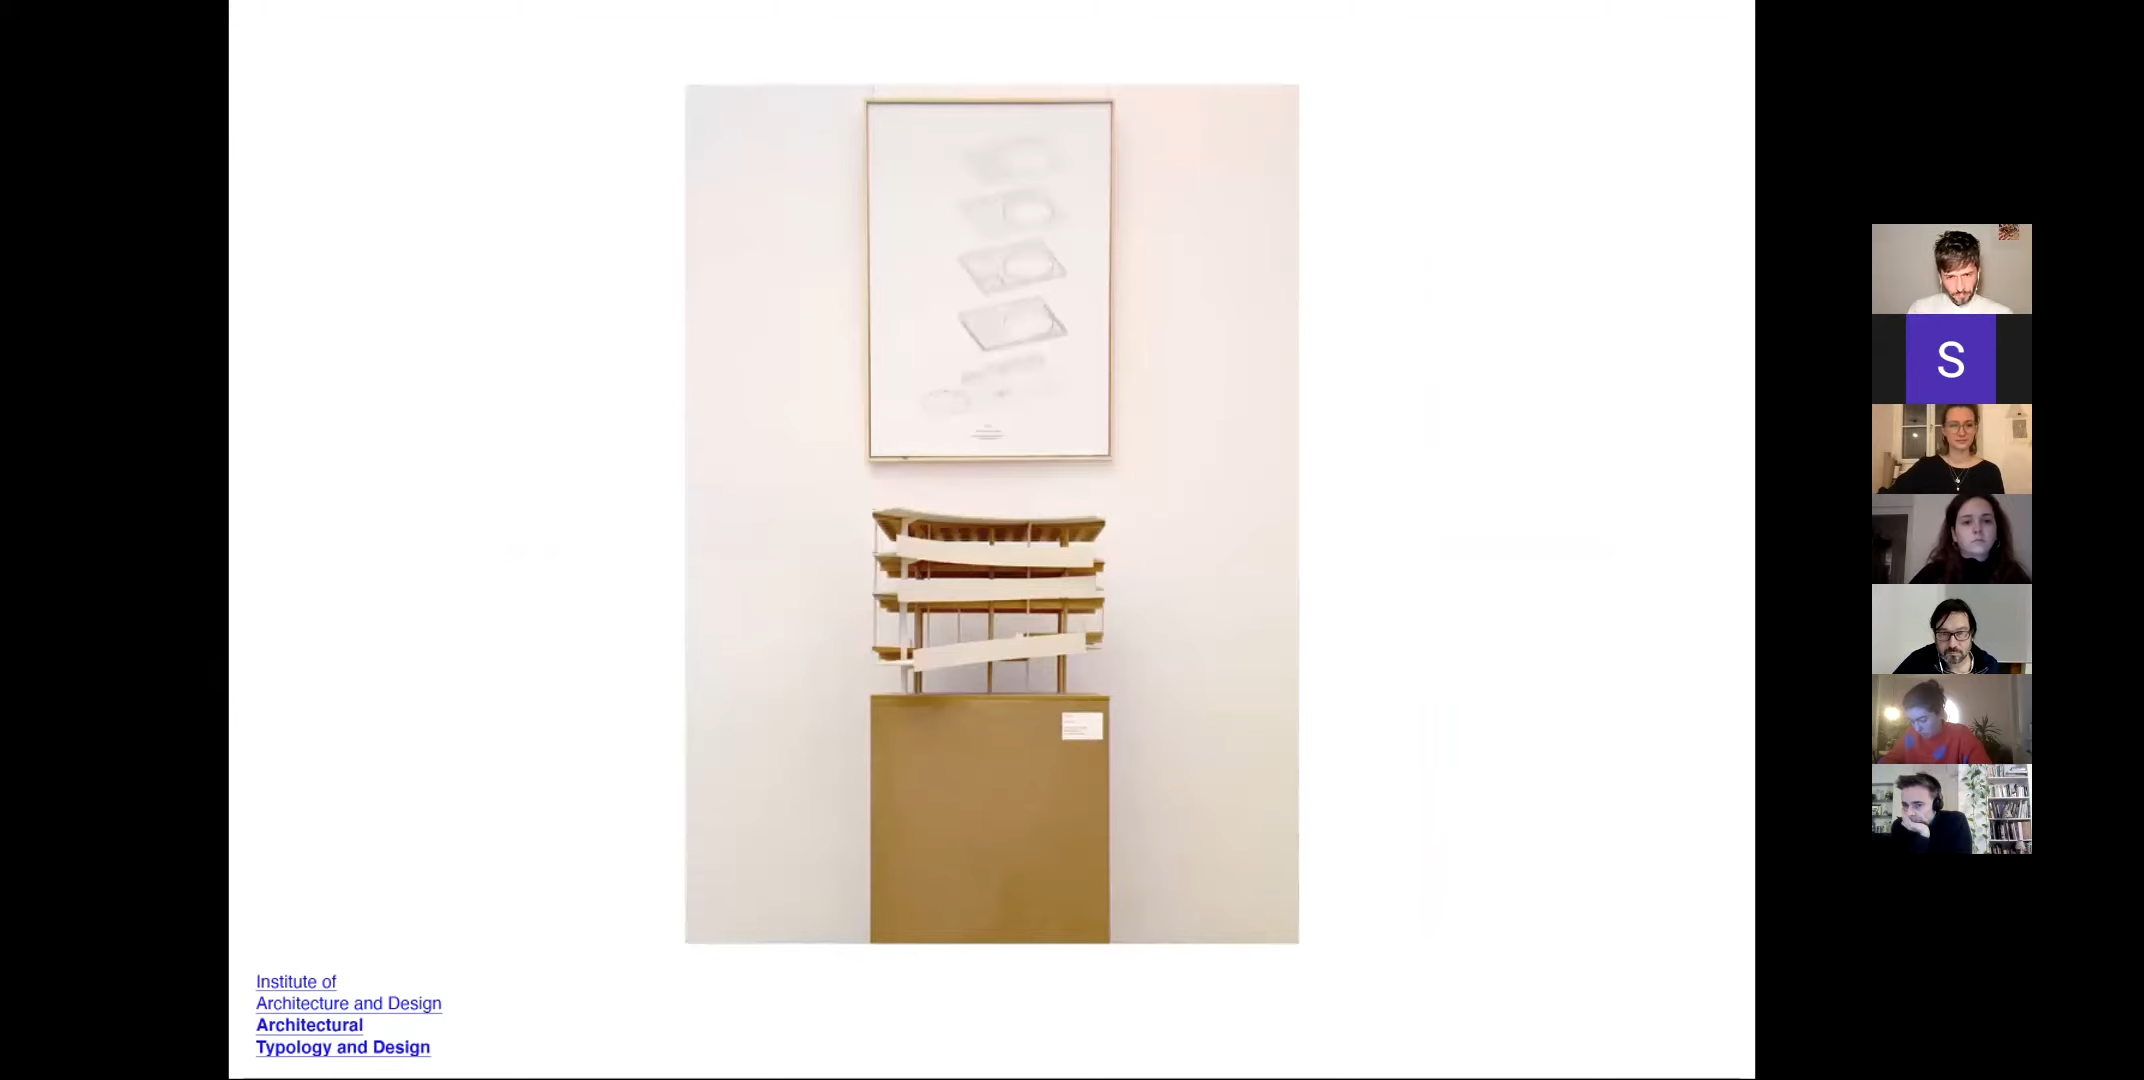 S
Institute of
Architecture and Design
Architectural
Typology and Design